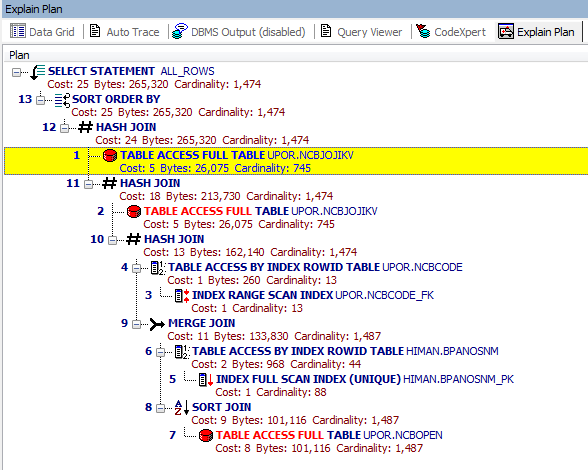 Explain Plan
Data Grid Auto Trace DBMS Output (disabled) Query Viewer CodeXpert Explain Plan
Plan
SELECT STATEMENT ALL_ROWS
Cost: 25 Bytes: 265,320 Cardinality: 1,474
13 SORT ORDER BY
Cost: 25 Bytes: 265,320 Cardinality: 1,474
12 HASH JOIN
Cost: 24 Bytes: 265,320 Cardinality: 1,474
1 TABLE ACCESS FULL TABLE UPOR.NCBJOJIKV
Cost: 5 Bytes: 26,075 Cardinality: 745
11 HASH JOIN
Cost: 18 Bytes: 213,730 Cardinality: 1,474
2 TABLE ACCESS FULL TABLE UPOR.NCBJOJIKV
Cost: 5 Bytes: 26,075 Cardinality: 745
10 HASH JOIN
Cost: 13 Bytes: 162,140 Cardinality: 1,474
4 TABLE ACCESS BY INDEX ROWID TABLE UPOR.NCBCODE
Cost: 1 Bytes: 260 Cardinality: 13
3 INDEX RANGE SCAN INDEX UPOR.NCBCODE_FK
Cost: 1 Cardinality: 13
9 MERGE JOIN
Cost: 11 Bytes: 133,830 Cardinality: 1,487
6 TABLE ACCESS BY INDEX ROWID TABLE HIMAN.BPANOSNM
Cost: 2 Bytes: 968 Cardinality: 44
5 INDEX FULL SCAN INDEX (UNIQUE) HIMAN.BPANOSNM_PK
Cost: 1 Cardinality: 88
8 SORT JOIN
Cost: 9 Bytes: 101,116 Cardinality: 1,487
7 TABLE ACCESS FULL TABLE UPOR.NCBOPEN
Cost: 8 Bytes: 101,116 Cardinality: 1,487